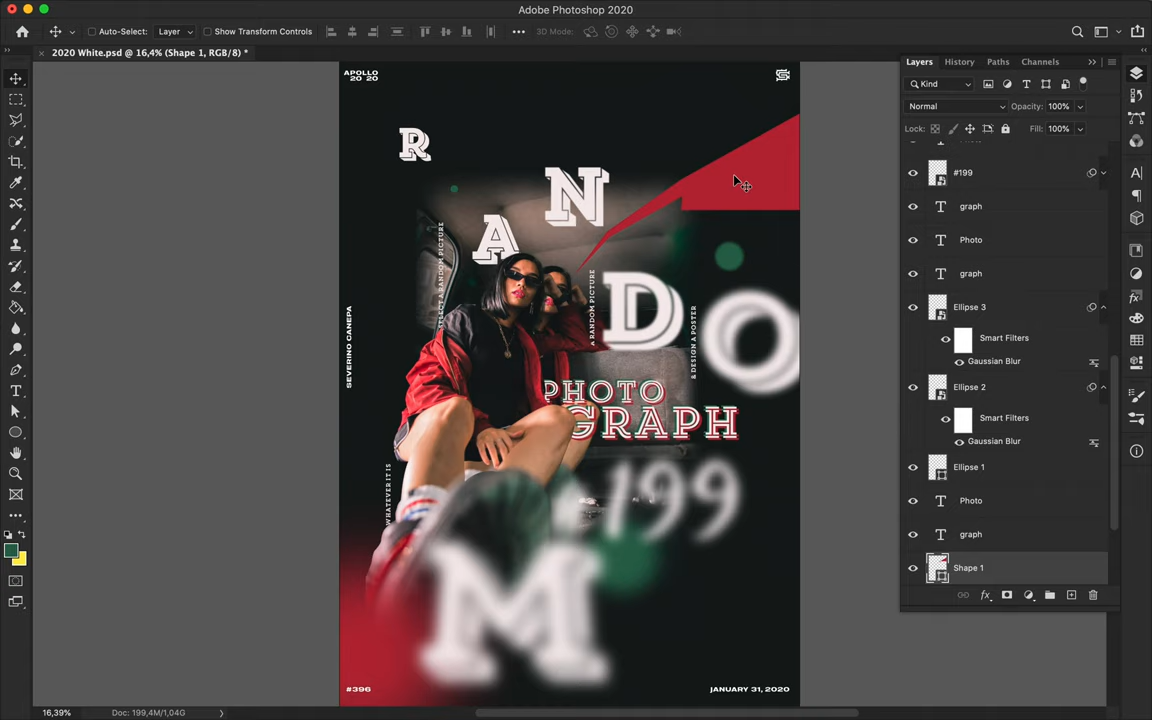 Adobe Photoshop 2020
Auto-Select:
Layer
Show Transform Controls
3D Mode:
2020 White.psd @ 16,4% (Shape 1, RGB/8) *
Layers
History
Paths
Channels
Kind
Normal
Opacity: 100%
Lock:
Fill: 100%
#199
graph
Photo
graph
Ellipse 3
Smart Filters
Gaussian Blur
Ellipse 2
Smart Filters
Gaussian Blur
Ellipse 1
Photo
graph
Shape 1
fx
APOLLO
20 20
R
A
N
D
O
M
A RANDOM PICTURE
& DESIGN A POSTER
SEVERINO CANEPA
PHOTO
GRAPH
199
WHATEVER IT IS
#396
JANUARY 31, 2020
16,39%
Doc: 199,4M/1,04G